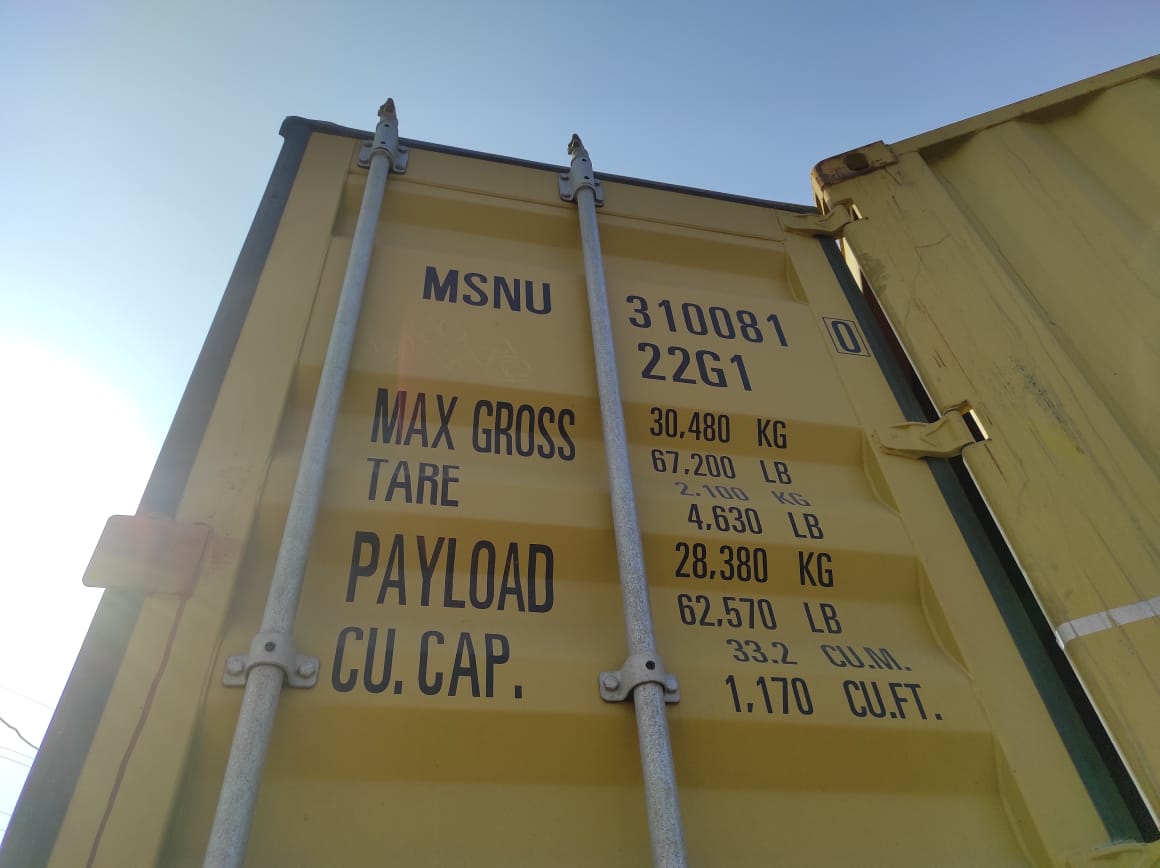 MSNU 310081 0
22G1
MAX GROSS 30,480 KG
67,200 LB
TARE 2.100 KG
4,630 LB
PAYLOAD 28,380 KG
62,570 LB
CU. CAP. 33.2 CU.M.
1,170 CU.FT.